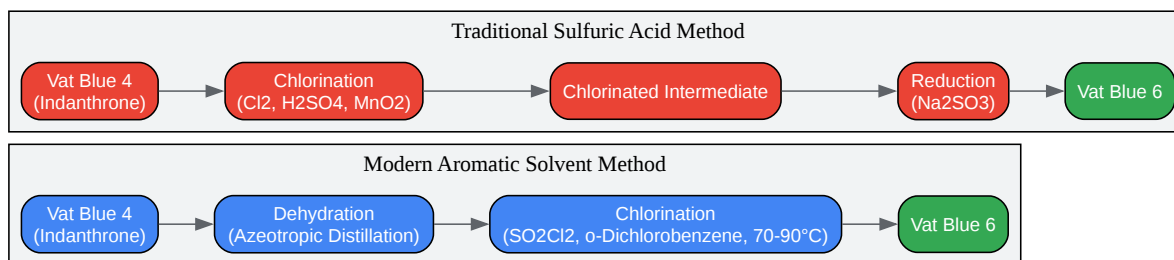 Traditional Sulfuric Acid Method
Vat Blue 4
(Indanthrone)
Chlorination
(Cl2, H2SO4, MnO2)
Chlorinated Intermediate
Reduction
(Na2SO3)
Vat Blue 6
Modern Aromatic Solvent Method
Vat Blue 4
(Indanthrone)
Dehydration
(Azeotropic Distillation)
Chlorination
(SO2Cl2, o-Dichlorobenzene, 70-90°C)
Vat Blue 6